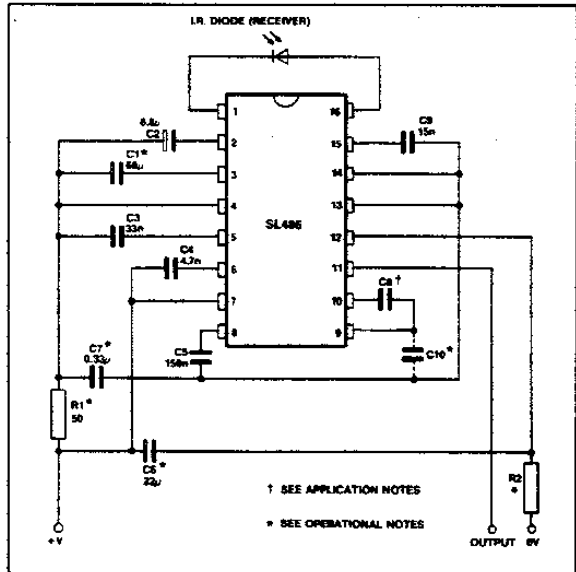 I.R. DIODE (RECEIVER)
1
16
6.8µ
C2
2
15
C9
15n
C1*
68µ
3
14
4
13
C3
33n
5
SL486
12
C4
4.7n
6
11
7
10
C8 †
8
9
C5
150n
C10*
C7*
0.33µ
R1*
50
C6
*
22µ
R2
*
† SEE APPLICATION NOTES
* SEE OPERATIONAL NOTES
+V
OUTPUT
0V